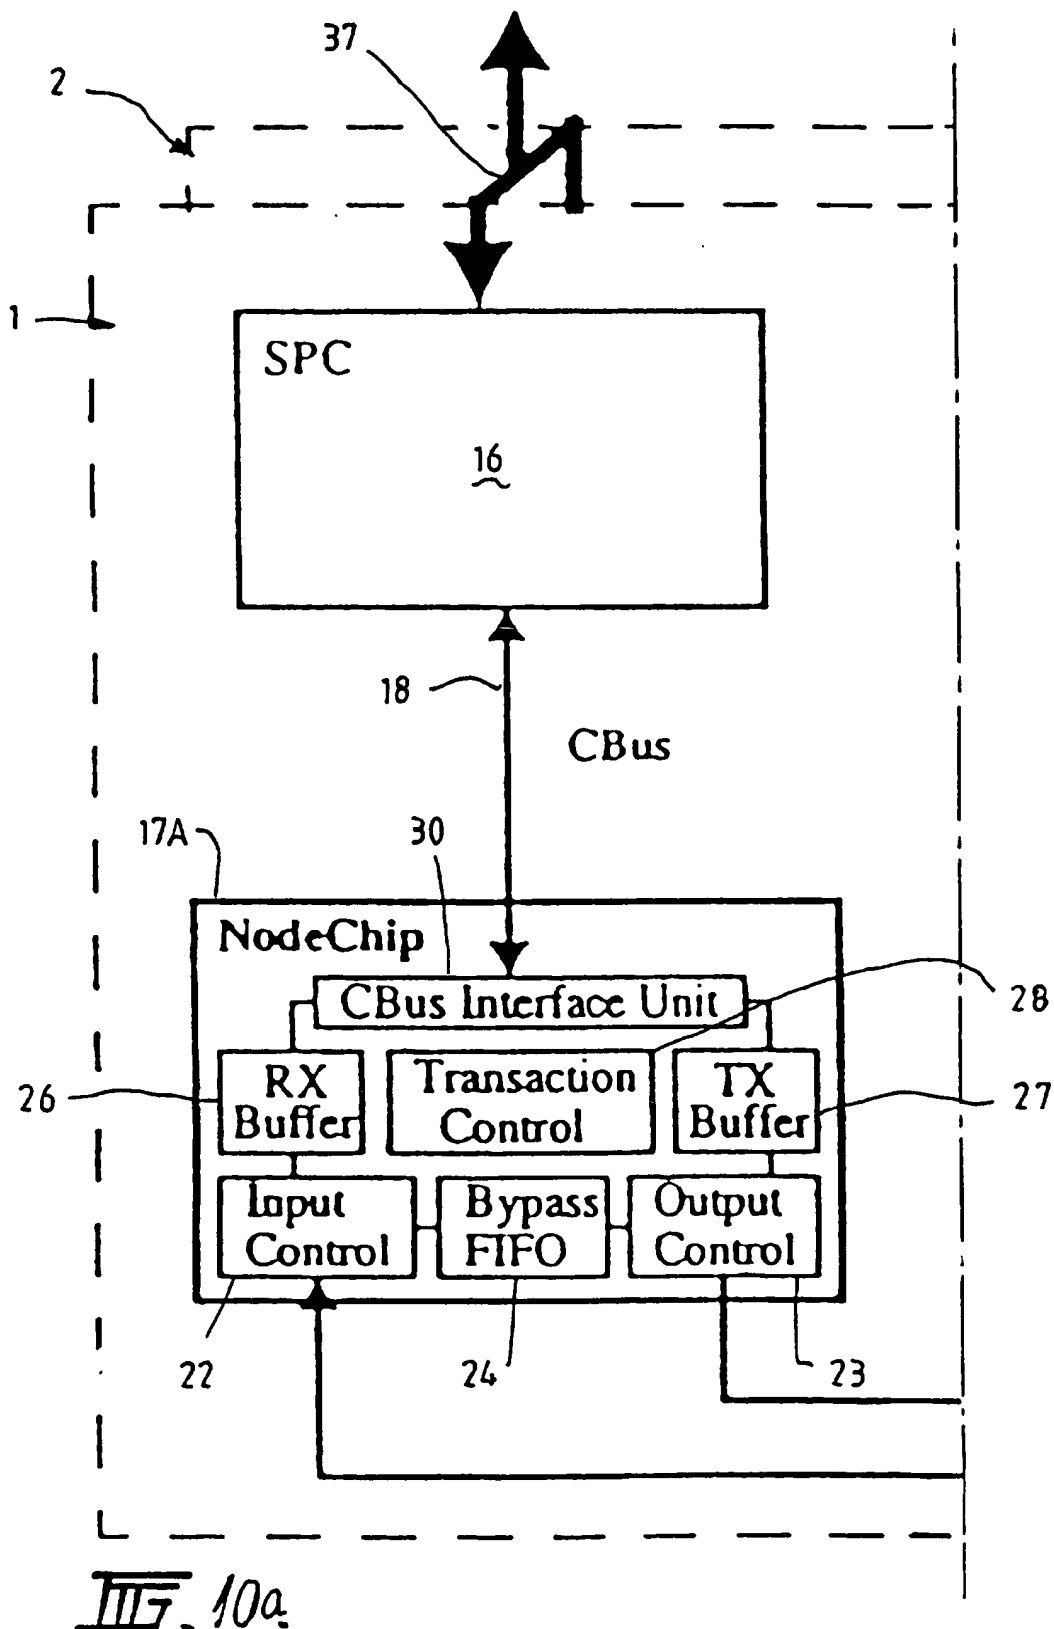 37
2
1
SPC
16
18
CBus
17A
30
NodeChip
CBus Interface Unit
28
RX
Buffer
Transaction
Control
TX
Buffer
26
27
Input
Control
Bypass
FIFO
Output
Control
22
24
23
FIG. 10a.